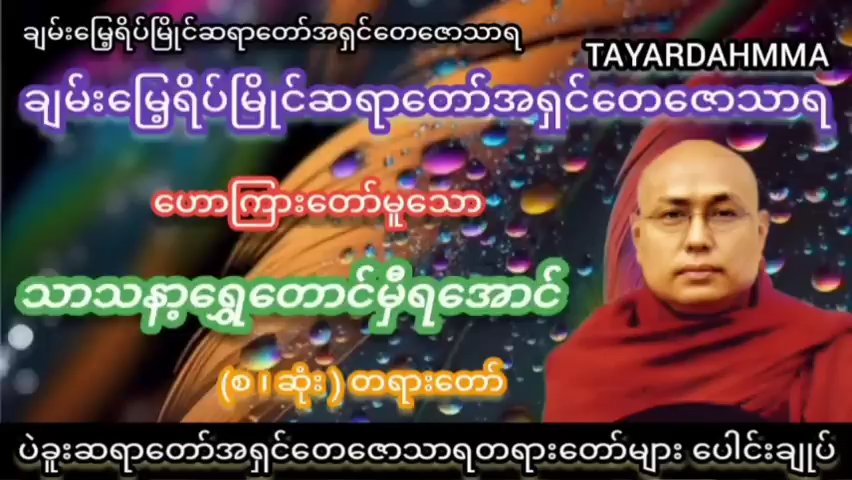 ချမ်းမြေ့ရိပ်မြိုင်ဆရာတော်အရှင်တေဇောသာရ
TAYARDAHMMA
ချမ်းမြေ့ရိပ်မြိုင်ဆရာတော်အရှင်တေဇောသာရ
ဟောကြားတော်မူသော
သာသနာ့ရွှေတောင်မှီရအောင်
(စ ၊ ဆုံး ) တရားတော်
ပဲခူးဆရာတော်အရှင်တေဇောသာရတရားတော်များ ပေါင်းချုပ်